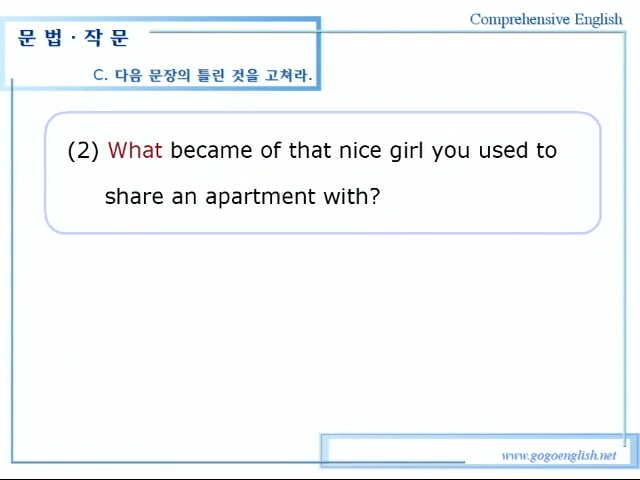 Comprehensive English
문 법 · 작 문
C. 다음 문장의 틀린 것을 고쳐라.
(2) What became of that nice girl you used to
share an apartment with?
www.gogoenglish.net